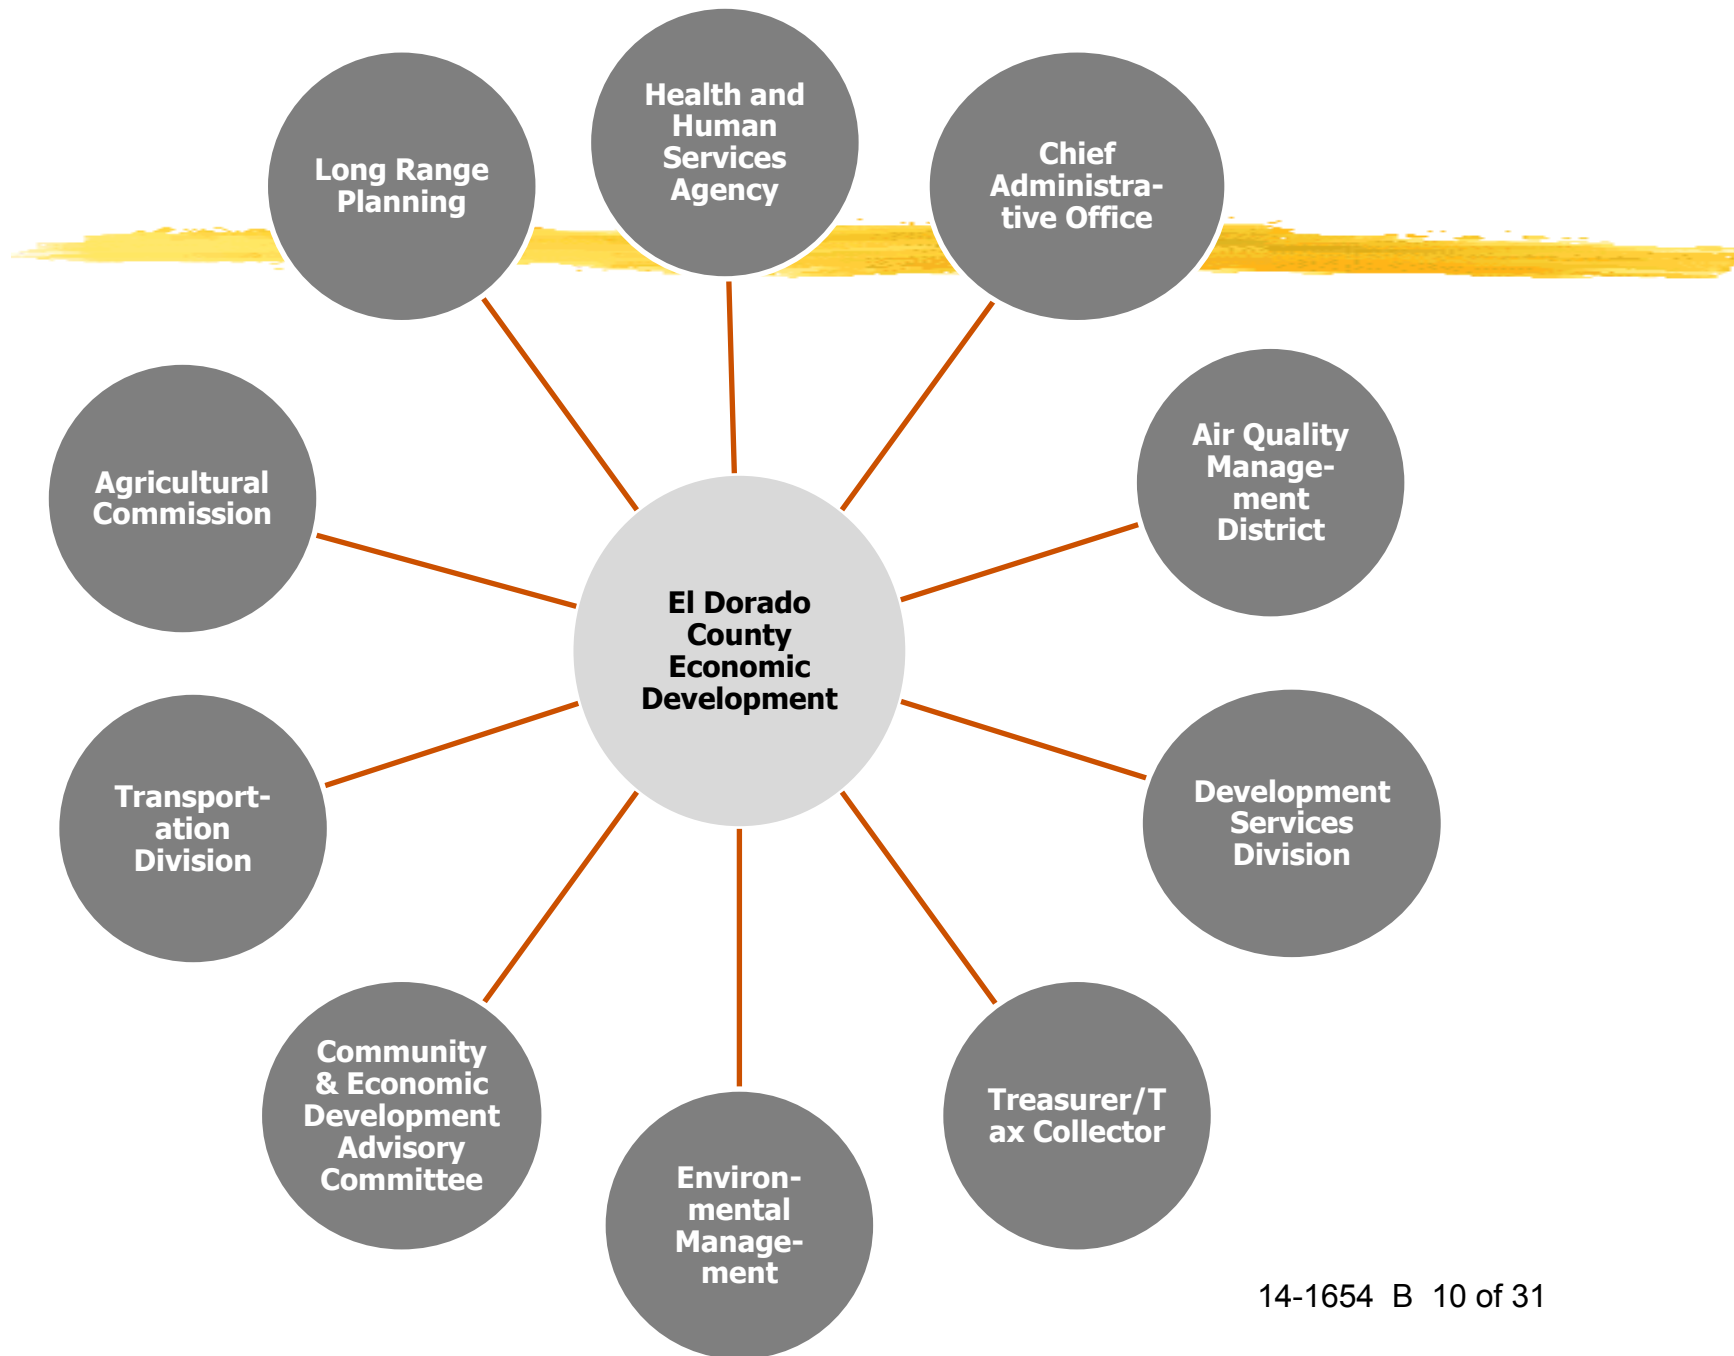 Health and
Human
Services
Agency
Long Range
Planning
Chief
Administra-
tive Office
Air Quality
Manage-
ment
District
Agricultural
Commission
El Dorado
County
Economic
Development
Transport-
ation
Division
Development
Services
Division
Community
& Economic
Development
Advisory
Committee
Treasurer/T
ax Collector
Environ-
mental
Manage-
ment
14-1654 B 10 of 31